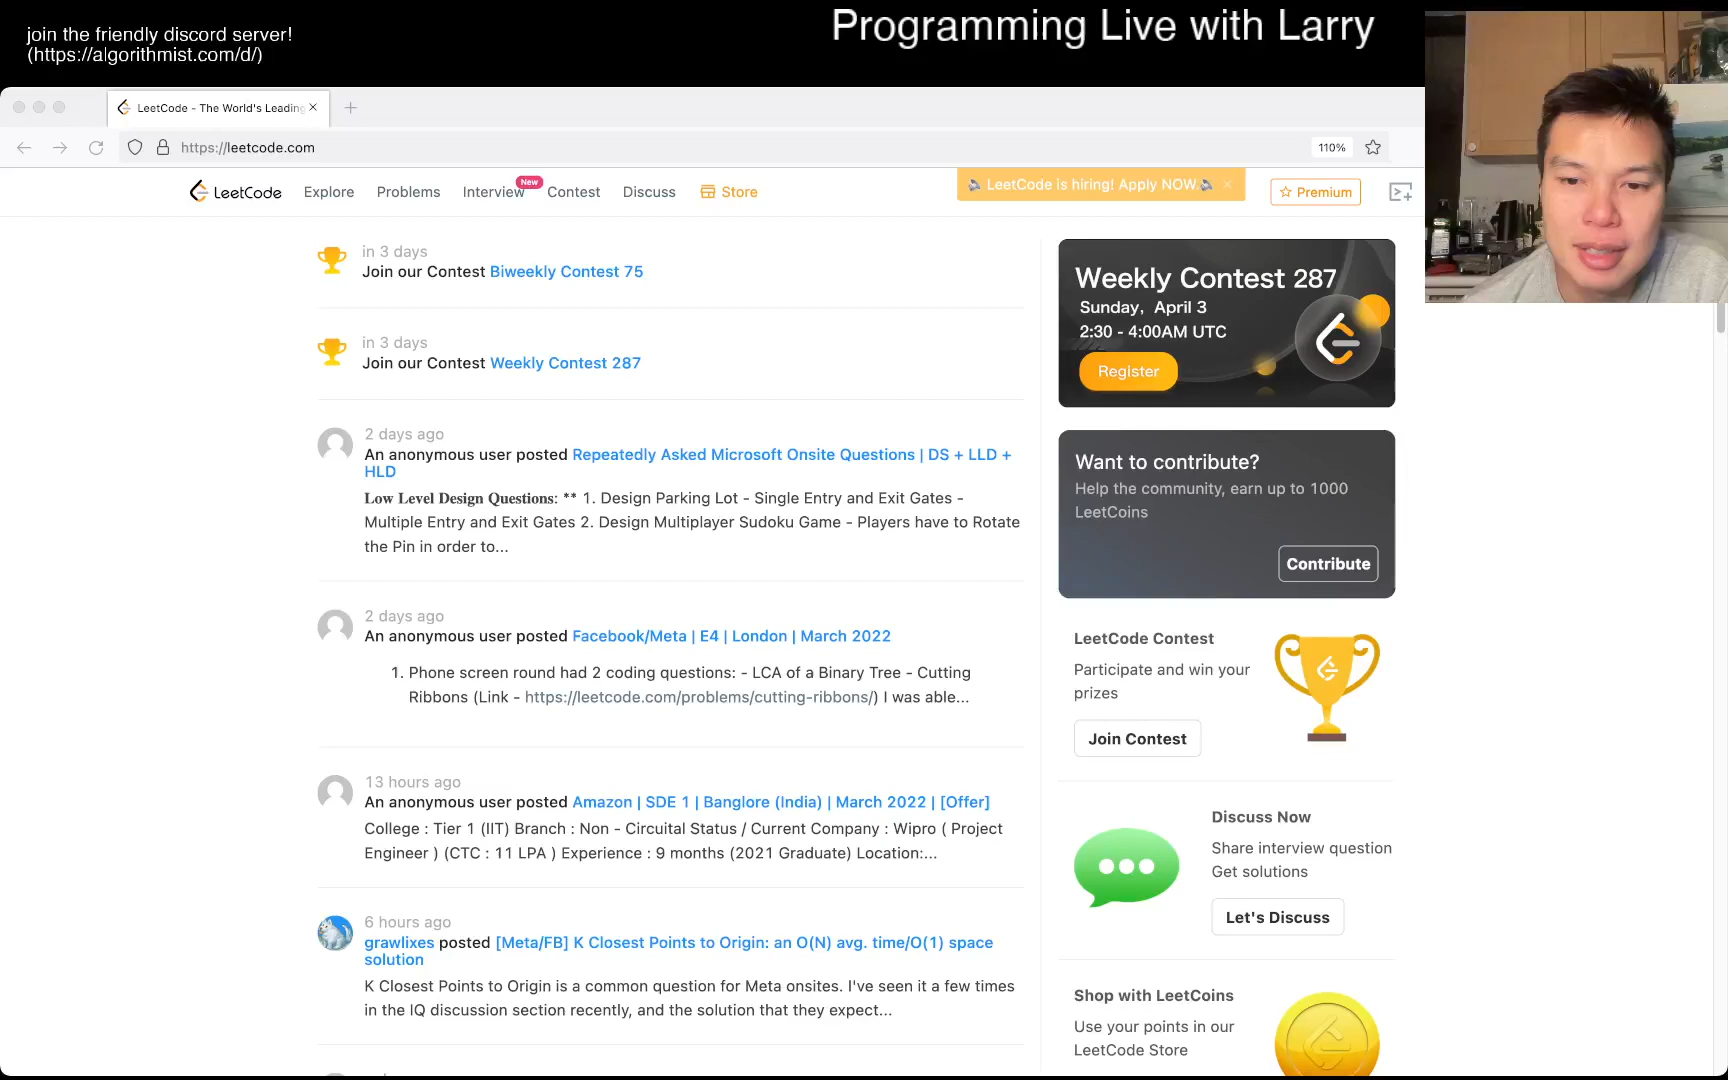 join the friendly discord server!
(https://algorithmist.com/d/)
Programming Live with Larry
LeetCode - The World's Leading
https://leetcode.com
110%
LeetCode
Explore
Problems
Interview
New
Contest
Discuss
Store
LeetCode is hiring! Apply NOW.
Premium
in 3 days
Join our Contest Biweekly Contest 75
in 3 days
Join our Contest Weekly Contest 287
2 days ago
An anonymous user posted Repeatedly Asked Microsoft Onsite Questions | DS + LLD +
HLD
Low Level Design Questions: ** 1. Design Parking Lot - Single Entry and Exit Gates -
Multiple Entry and Exit Gates 2. Design Multiplayer Sudoku Game - Players have to Rotate
the Pin in order to...
2 days ago
An anonymous user posted Facebook/Meta | E4 | London | March 2022
1. Phone screen round had 2 coding questions: - LCA of a Binary Tree - Cutting
Ribbons (Link - https://leetcode.com/problems/cutting-ribbons/) I was able...
13 hours ago
An anonymous user posted Amazon | SDE 1 | Banglore (India) | March 2022 | [Offer]
College : Tier 1 (IIT) Branch : Non - Circuital Status / Current Company : Wipro ( Project
Engineer ) (CTC : 11 LPA ) Experience : 9 months (2021 Graduate) Location:...
6 hours ago
grawlixes posted [Meta/FB] K Closest Points to Origin: an O(N) avg. time/O(1) space
solution
K Closest Points to Origin is a common question for Meta onsites. I've seen it a few times
in the IQ discussion section recently, and the solution that they expect...
Weekly Contest 287
Sunday, April 3
2:30 - 4:00AM UTC
Register
Want to contribute?
Help the community, earn up to 1000
LeetCoins
Contribute
LeetCode Contest
Participate and win your
prizes
Join Contest
Discuss Now
Share interview question
Get solutions
Let's Discuss
Shop with LeetCoins
Use your points in our
LeetCode Store